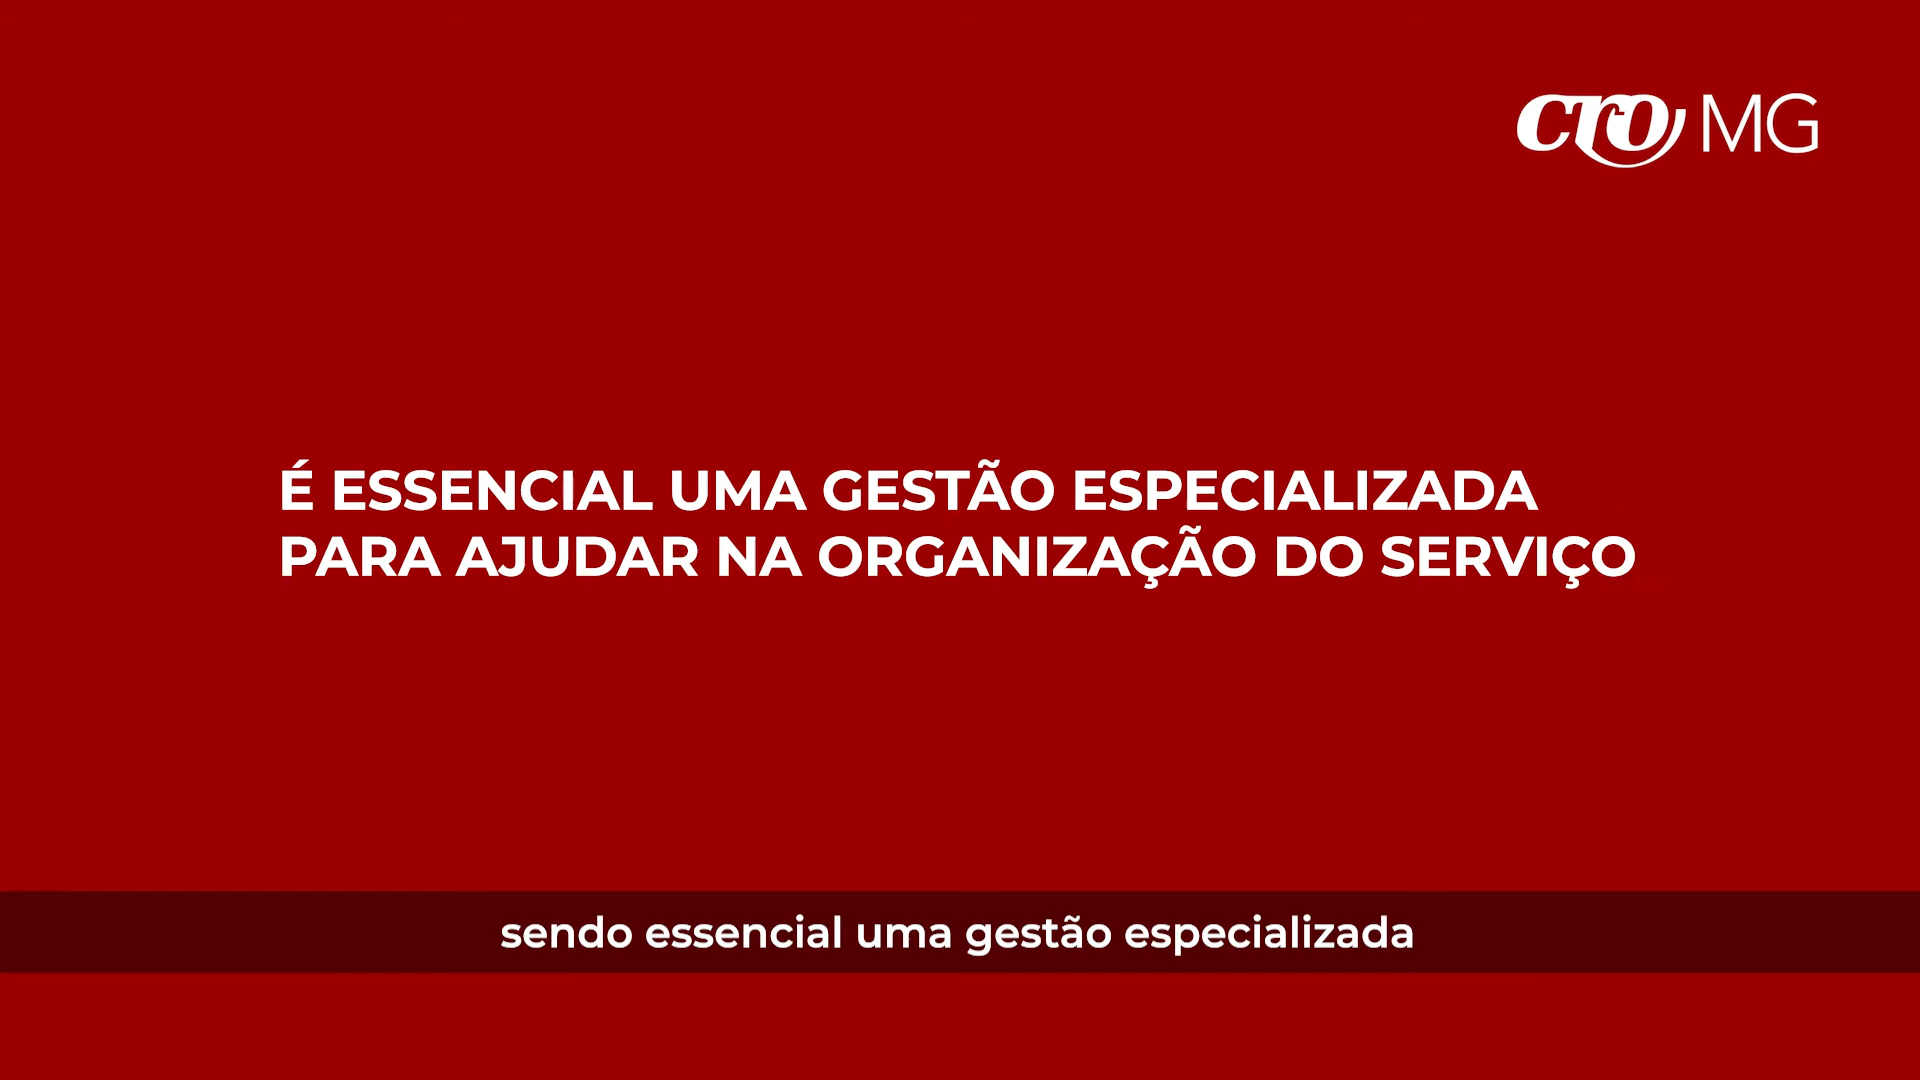 cro MG
É ESSENCIAL UMA GESTÃO ESPECIALIZADA
PARA AJUDAR NA ORGANIZAÇÃO DO SERVIÇO
sendo essencial uma gestão especializada